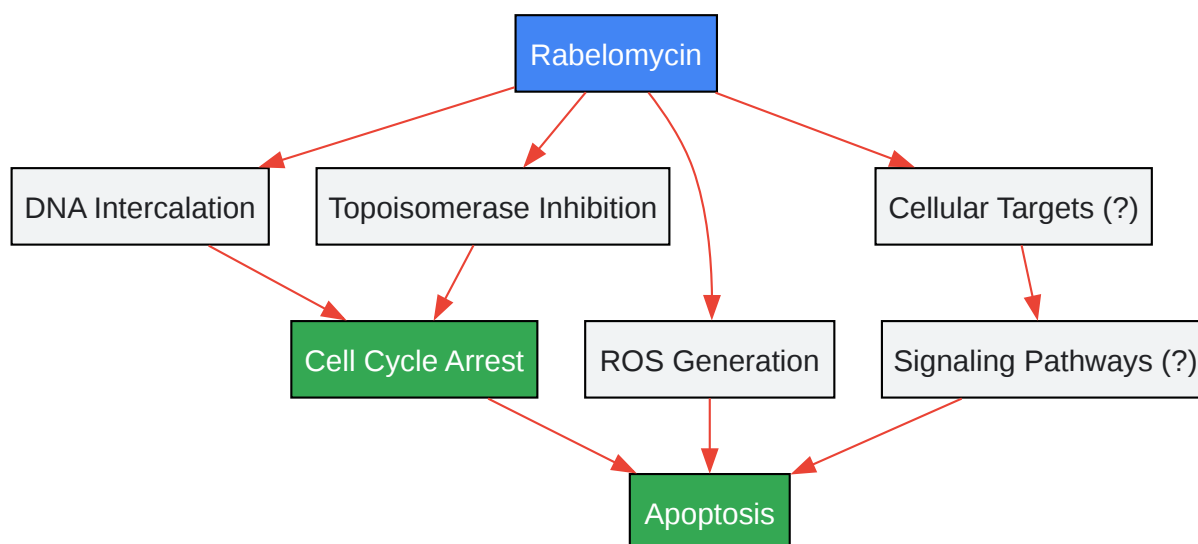 Rabelomycin
DNA Intercalation
Topoisomerase Inhibition
Cellular Targets (?)
Cell Cycle Arrest
ROS Generation
Signaling Pathways (?)
Apoptosis